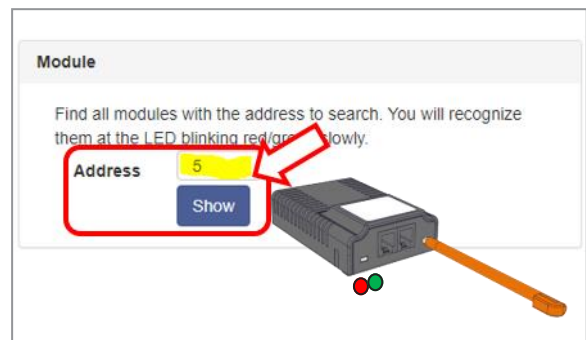 Module
Find all modules with the address to search. You will recognize
them at the LED blinking slowly.
Address 5
Show